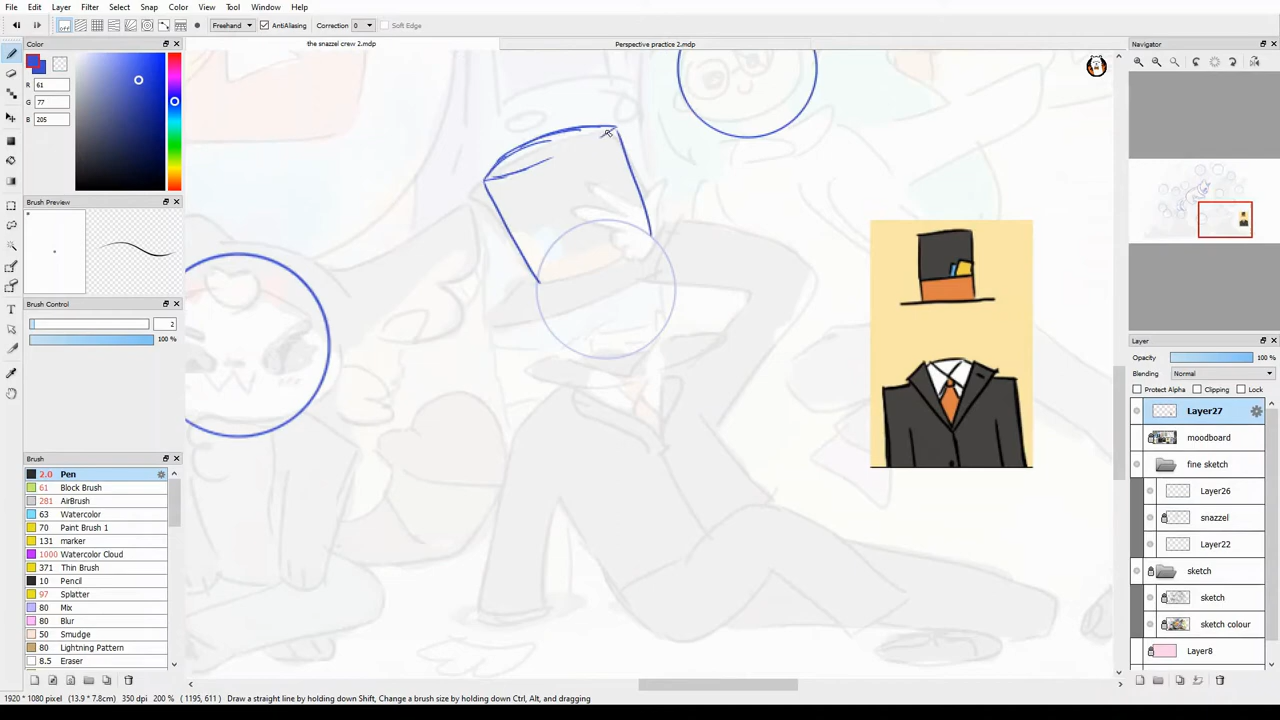 File Edit Layer Filter Select Snap Color View Tool Window Help
Freehand AntiAliasing Correction 0 Soft Edge
Color
the snazzel crew 2.mdp
Perspective practice 2.mdp
Navigator
R 61
G 77
B 205
Brush Preview
Brush Control
2
100 %
Layer
Opacity 100 %
Blending Normal
Protect Alpha Clipping Lock
Layer27
moodboard
fine sketch
Layer26
snazzel
Layer22
sketch
sketch
sketch colour
Layer8
Brush
2.0 Pen
61 Block Brush
281 AirBrush
63 Watercolor
70 Paint Brush 1
131 marker
1000 Watercolor Cloud
371 Thin Brush
10 Pencil
97 Splatter
80 Mix
80 Blur
50 Smudge
80 Lightning Pattern
8.5 Eraser
1920 * 1080 pixel (13.9 * 7.8cm) 350 dpi 200 % ( 1195, 611 ) Draw a straight line by holding down Shift, Change a brush size by holding down Ctrl, Alt, and dragging